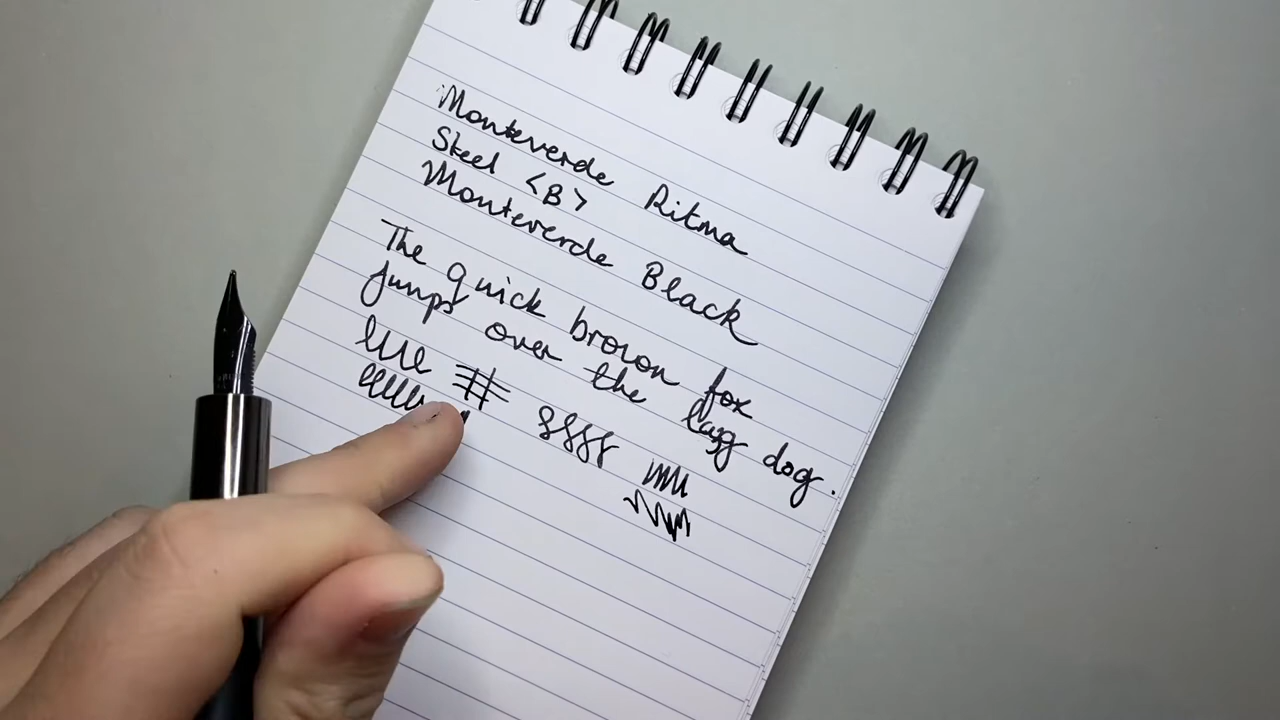 Monteverde Ritma
Steel <B>
Monteverde Black
The quick brown fox
jumps over the lazy dog.